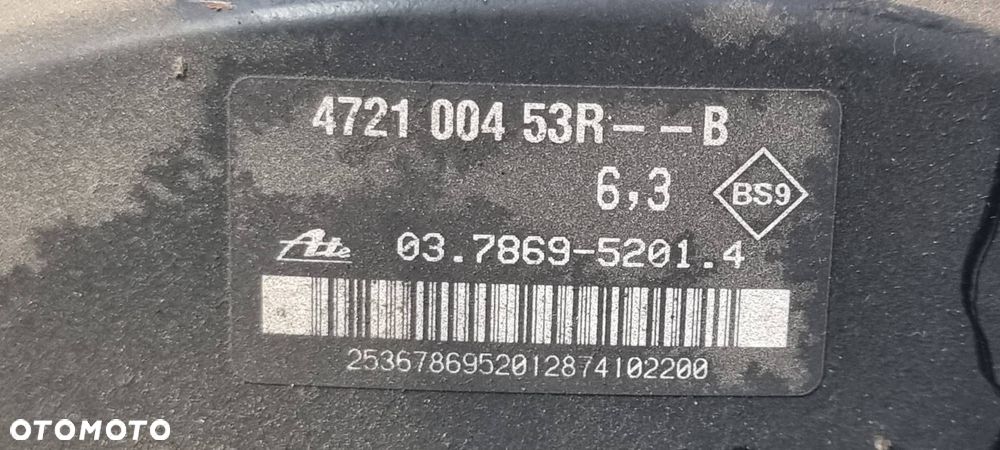 4721 004 53R-- -B
6,3
BS9
Ate 03.7869-5201.4
2536786952012874102200
OTOMOTO